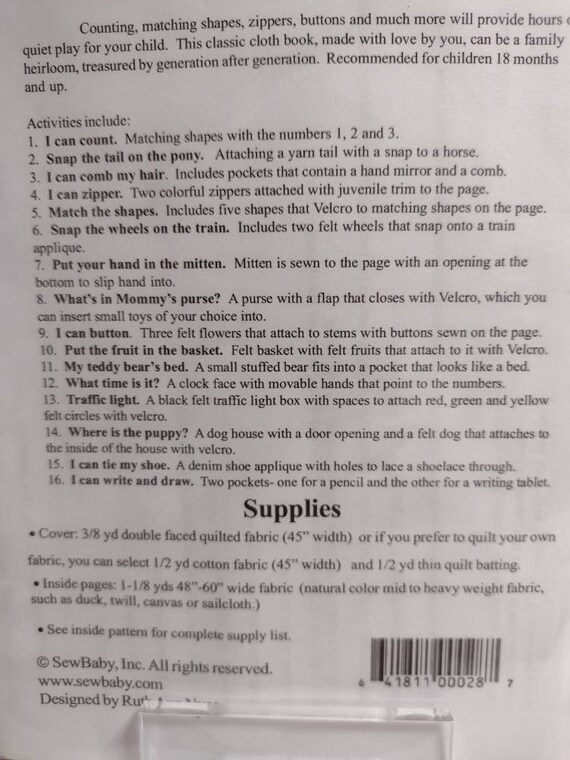 Counting, matching shapes, zippers, buttons and much more will provide hours
quiet play for your child. This classic cloth book, made with love by you, can be a family
heirloom, treasured by generation after generation. Recommended for children 18 months
and up.
Activities include:
1. I can count. Matching shapes with the numbers 1, 2 and 3.
2. Snap the tail on the pony. Attaching a yarn tail with a snap to a horse.
3. I can comb my hair. Includes pockets that contain a hand mirror and a comb.
4. I can zipper. Two colorful zippers attached with juvenile trim to the page.
5. Match the shapes. Includes five shapes that Velcro to matching shapes on the page.
6. Snap the wheels on the train. Includes two felt wheels that snap onto a train
applique.
7. Put your hand in the mitten. Mitten is sewn to the page with an opening at the
bottom to slip hand into.
8. What's in Mommy's purse? A purse with a flap that closes with Velcro, which you
can insert small toys of your choice into.
9. I can button. Three felt flowers that attach to stems with buttons sewn on the page.
10. Put the fruit in the basket. Felt basket with felt fruits that attach to it with Velcro.
11. My teddy bear's bed. A small stuffed bear fits into a pocket that looks like a bed.
12. What time is it? A clock face with movable hands that point to the numbers.
13. Traffic light. A black felt traffic light box with spaces to attach red, green and yellow
felt circles with velcro.
14. Where is the puppy? A dog house with a door opening and a felt dog that attaches to
the inside of the house with velcro.
15. I can tie my shoe. A denim shoe applique with holes to lace a shoelace through.
16. I can write and draw. Two pockets- one for a pencil and the other for a writing tablet.
Supplies
• Cover: 3/8 yd double faced quilted fabric (45" width) or if you prefer to quilt your own
fabric, you can select 1/2 yd cotton fabric (45" width) and 1/2 yd thin quilt batting.
• Inside pages: 1-1/8 yds 48"-60" wide fabric (natural color mid to heavy weight fabric,
such as duck, twill, canvas or sailcloth.)
• See inside pattern for complete supply list.
© SewBaby, Inc. All rights reserved.
www.sewbaby.com
Designed by
6 41811 00028 7